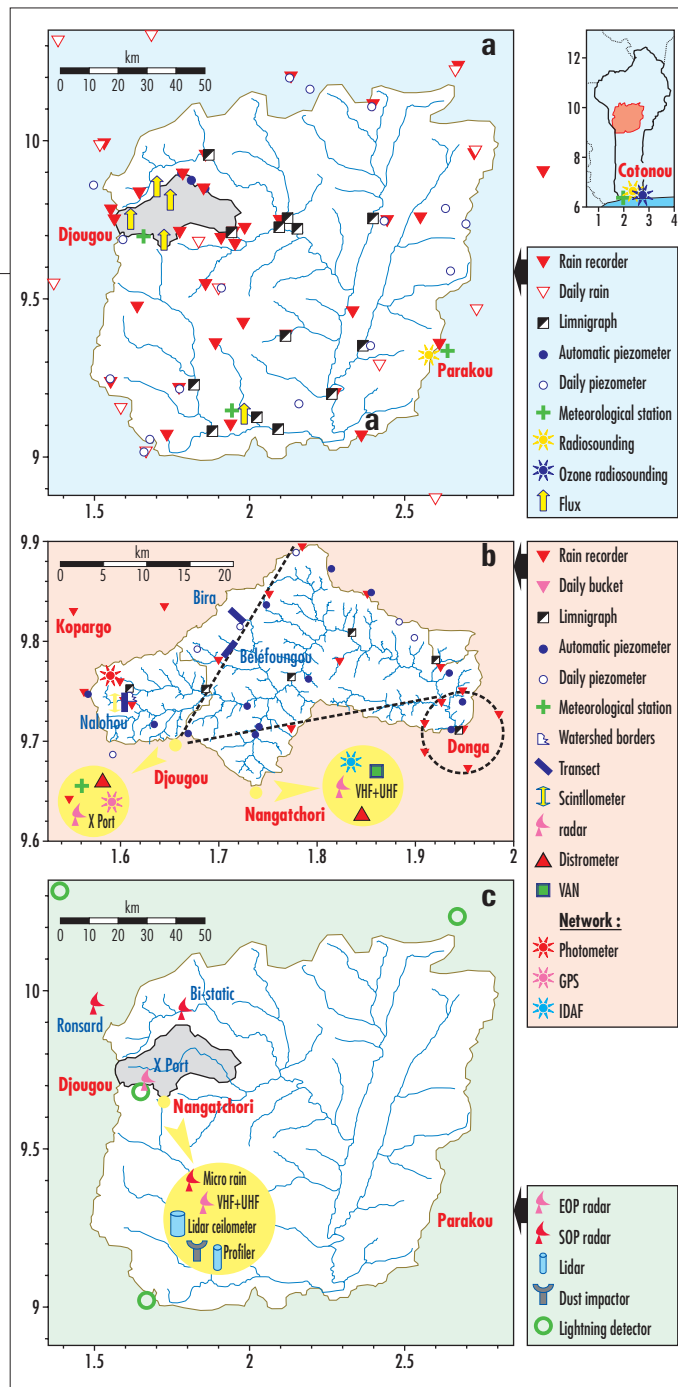 a
km
0 10 20 30 40 50
10
9.5
9
1.5 2 2.5
Djougou
Parakou
a
12
10
8
6
1 2 3 4
Cotonou
Rain recorder
Daily rain
Limnigraph
Automatic piezometer
Daily piezometer
Meteorological station
Radiosounding
Ozone radiosounding
Flux
b
km
0 5 10 15 20
9.9
9.8
9.7
9.6
1.6 1.7 1.8 1.9 2
Kopargo
Bira
Béléfoungou
Nalohou
Djougou
Nangatchori
Donga
X Port
VHF+UHF
Rain recorder
Daily bucket
Limnigraph
Automatic piezometer
Daily piezometer
Meteorological station
Watershed borders
Transect
Scintllometer
radar
Distrometer
VAN
Network :
Photometer
GPS
IDAF
c
km
0 10 20 30 40 50
10
9.5
9
1.5 2 2.5
Ronsard
Bi-static
X Port
Djougou
Nangatchori
Micro rain
VHF+UHF
Lidar ceilometer
Profiler
Parakou
EOP radar
SOP radar
Lidar
Dust impactor
Lightning detector